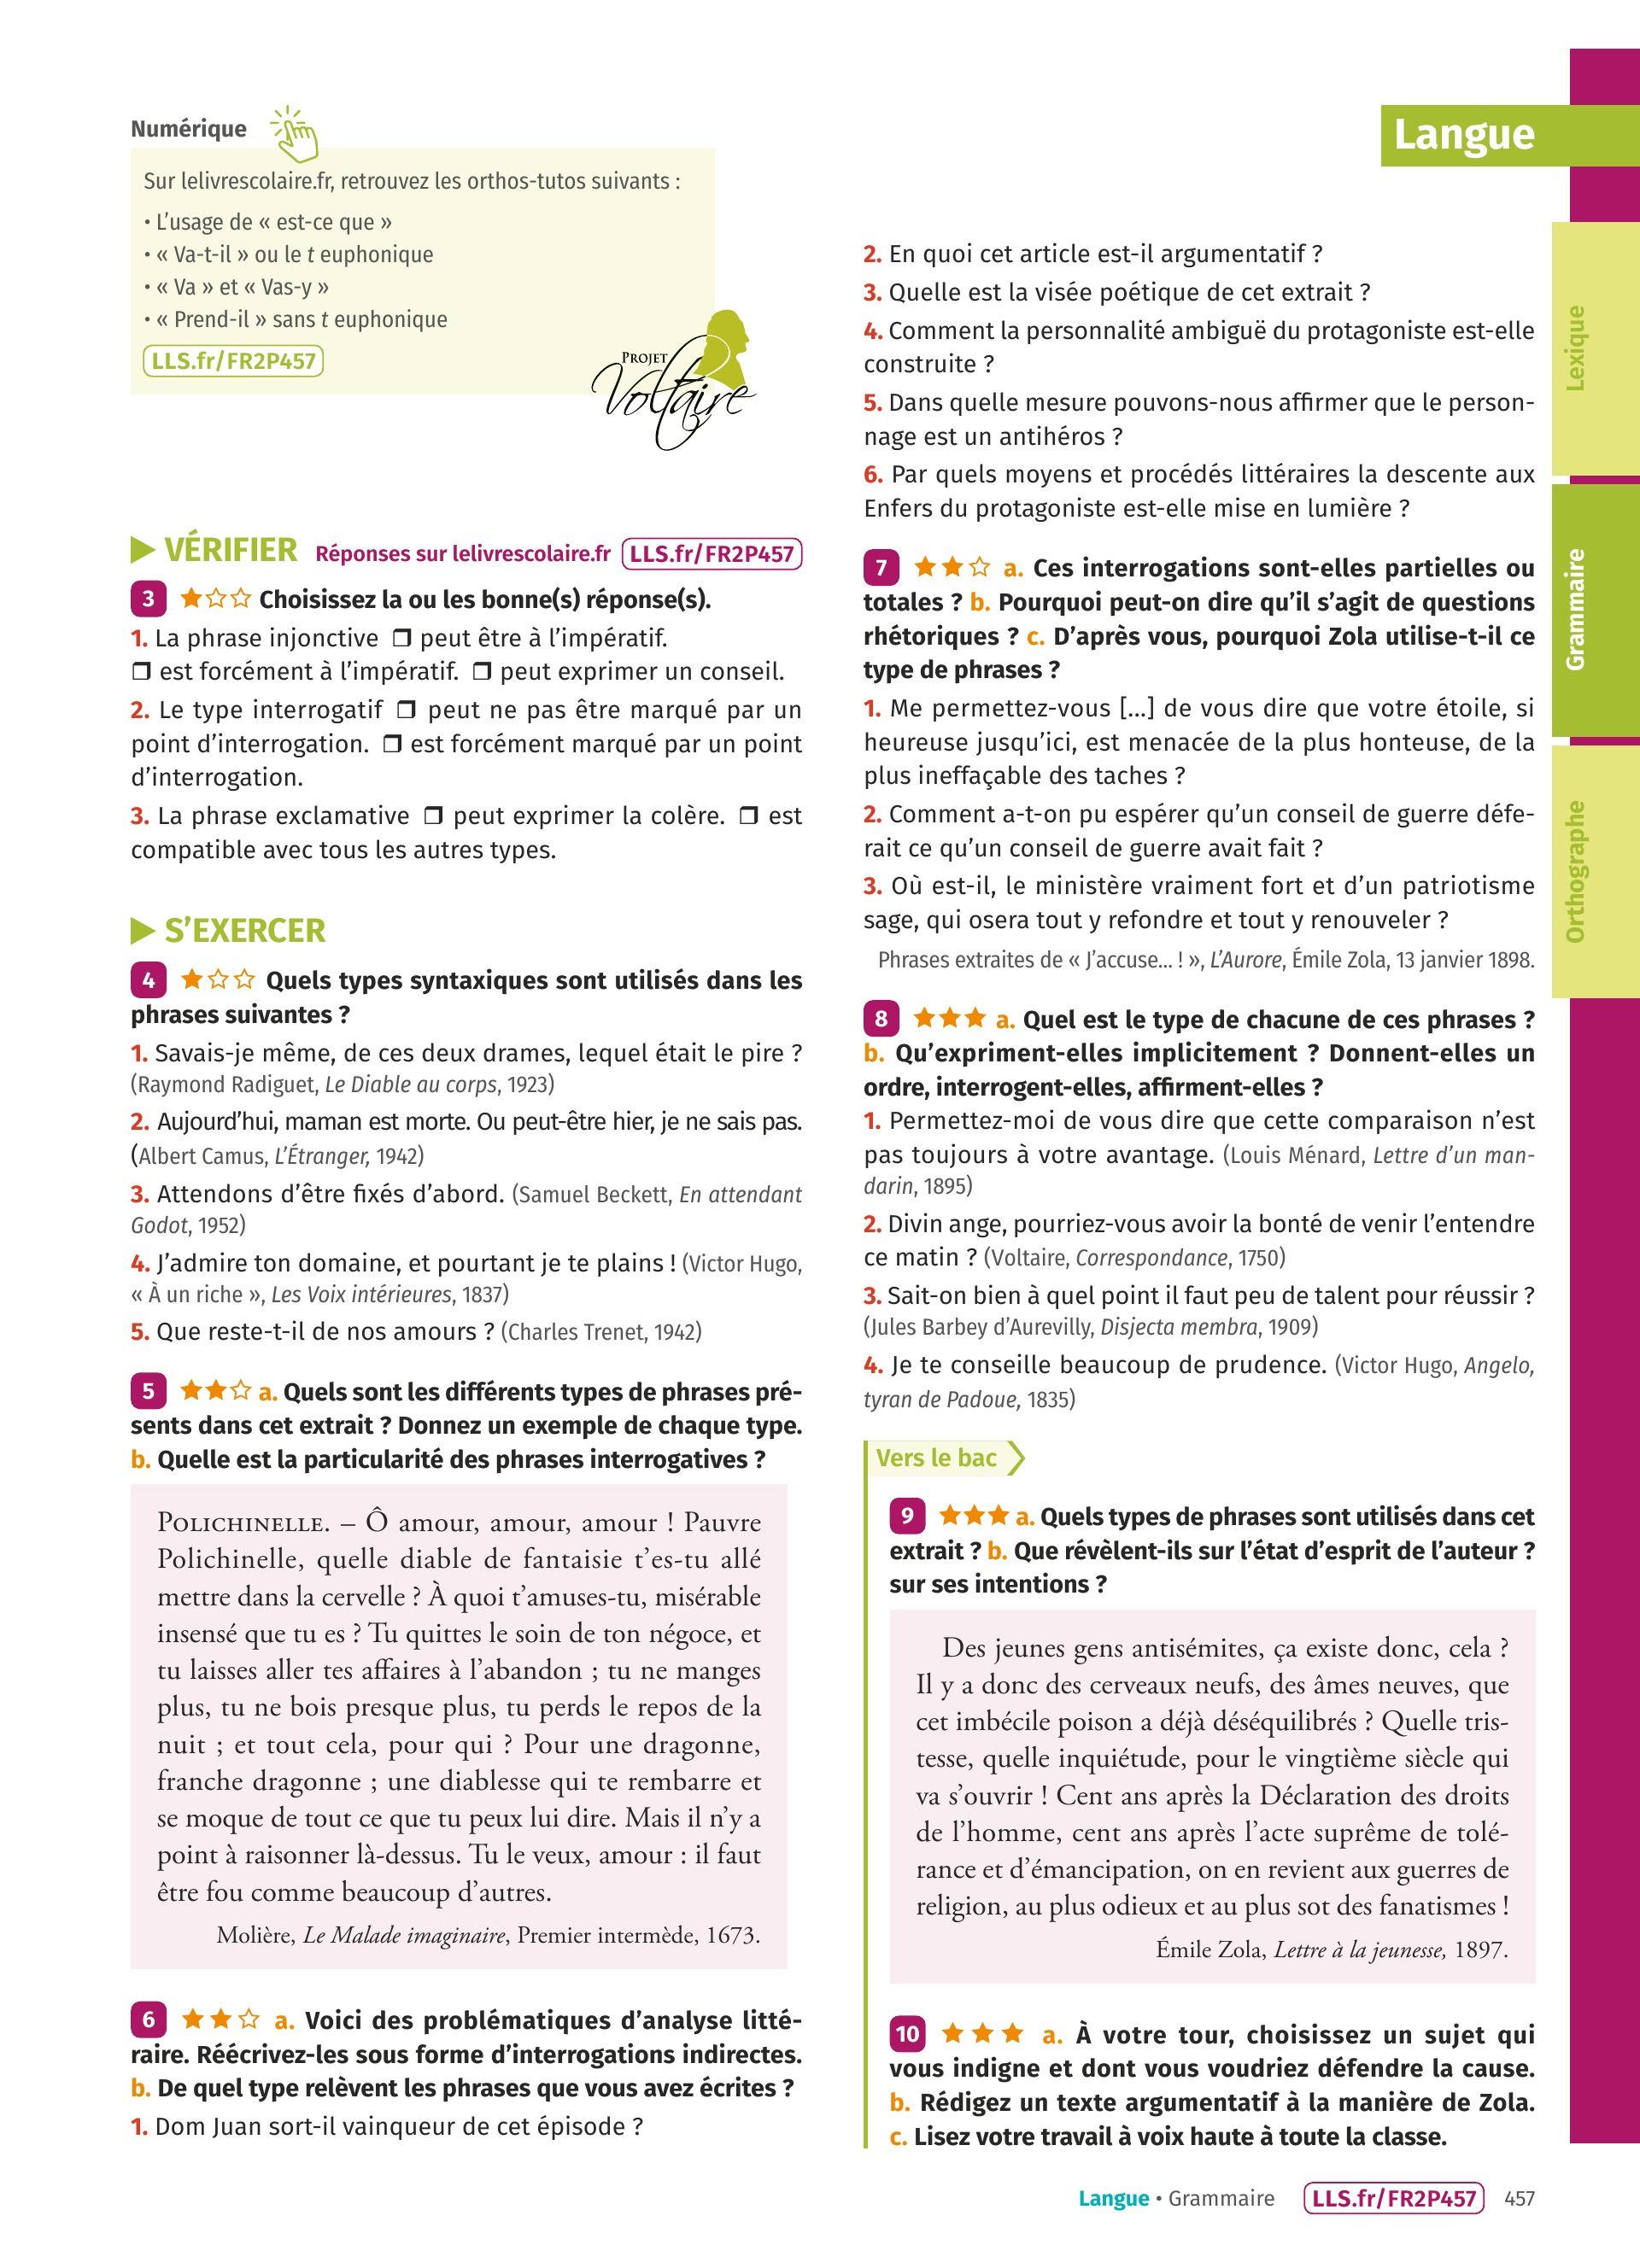 Numérique
Sur lelivrescolaire.fr, retrouvez les orthos-tutos suivants :
• L’usage de « est-ce que »
• « Va-t-il » ou le t euphonique
• « Va » et « Vas-y »
• « Prend-il » sans t euphonique
LLS.fr/FR2P457
PROJET
Voltaire
▶ VÉRIFIER Réponses sur lelivrescolaire.fr LLS.fr/FR2P457
3 ★☆☆ Choisissez la ou les bonne(s) réponse(s).
1. La phrase injonctive ❒ peut être à l’impératif.
❒ est forcément à l’impératif. ❒ peut exprimer un conseil.
2. Le type interrogatif ❒ peut ne pas être marqué par un
point d’interrogation. ❒ est forcément marqué par un point
d’interrogation.
3. La phrase exclamative ❒ peut exprimer la colère. ❒ est
compatible avec tous les autres types.
▶ S’EXERCER
4 ★☆☆ Quels types syntaxiques sont utilisés dans les
phrases suivantes ?
1. Savais-je même, de ces deux drames, lequel était le pire ?
(Raymond Radiguet, Le Diable au corps, 1923)
2. Aujourd’hui, maman est morte. Ou peut-être hier, je ne sais pas.
(Albert Camus, L’Étranger, 1942)
3. Attendons d’être fixés d’abord. (Samuel Beckett, En attendant
Godot, 1952)
4. J’admire ton domaine, et pourtant je te plains ! (Victor Hugo,
« À un riche », Les Voix intérieures, 1837)
5. Que reste-t-il de nos amours ? (Charles Trenet, 1942)
5 ★★☆ a. Quels sont les différents types de phrases pré-
sents dans cet extrait ? Donnez un exemple de chaque type.
b. Quelle est la particularité des phrases interrogatives ?
POLICHINELLE. – Ô amour, amour, amour ! Pauvre
Polichinelle, quelle diable de fantaisie t’es-tu allé
mettre dans la cervelle ? À quoi t’amuses-tu, misérable
insensé que tu es ? Tu quittes le soin de ton négoce, et
tu laisses aller tes affaires à l’abandon ; tu ne manges
plus, tu ne bois presque plus, tu perds le repos de la
nuit ; et tout cela, pour qui ? Pour une dragonne,
franche dragonne ; une diablesse qui te rembarre et
se moque de tout ce que tu peux lui dire. Mais il n’y a
point à raisonner là-dessus. Tu le veux, amour : il faut
être fou comme beaucoup d’autres.
Molière, Le Malade imaginaire, Premier intermède, 1673.
6 ★★☆ a. Voici des problématiques d’analyse litté-
raire. Réécrivez-les sous forme d’interrogations indirectes.
b. De quel type relèvent les phrases que vous avez écrites ?
1. Dom Juan sort-il vainqueur de cet épisode ?
Langue
2. En quoi cet article est-il argumentatif ?
3. Quelle est la visée poétique de cet extrait ?
4. Comment la personnalité ambiguë du protagoniste est-elle
construite ?
5. Dans quelle mesure pouvons-nous affirmer que le person-
nage est un antihéros ?
6. Par quels moyens et procédés littéraires la descente aux
Enfers du protagoniste est-elle mise en lumière ?
7 ★★☆ a. Ces interrogations sont-elles partielles ou
totales ? b. Pourquoi peut-on dire qu’il s’agit de questions
rhétoriques ? c. D’après vous, pourquoi Zola utilise-t-il ce
type de phrases ?
1. Me permettez-vous [...] de vous dire que votre étoile, si
heureuse jusqu’ici, est menacée de la plus honteuse, de la
plus ineffaçable des taches ?
2. Comment a-t-on pu espérer qu’un conseil de guerre défe-
rait ce qu’un conseil de guerre avait fait ?
3. Où est-il, le ministère vraiment fort et d’un patriotisme
sage, qui osera tout y refondre et tout y renouveler ?
Phrases extraites de « J’accuse... ! », L’Aurore, Émile Zola, 13 janvier 1898.
8 ★★★ a. Quel est le type de chacune de ces phrases ?
b. Qu’expriment-elles implicitement ? Donnent-elles un
ordre, interrogent-elles, affirment-elles ?
1. Permettez-moi de vous dire que cette comparaison n’est
pas toujours à votre avantage. (Louis Ménard, Lettre d’un man-
darin, 1895)
2. Divin ange, pourriez-vous avoir la bonté de venir l’entendre
ce matin ? (Voltaire, Correspondance, 1750)
3. Sait-on bien à quel point il faut peu de talent pour réussir ?
(Jules Barbey d’Aurevilly, Disjecta membra, 1909)
4. Je te conseille beaucoup de prudence. (Victor Hugo, Angelo,
tyran de Padoue, 1835)
Vers le bac
9 ★★★ a. Quels types de phrases sont utilisés dans cet
extrait ? b. Que révèlent-ils sur l’état d’esprit de l’auteur ?
sur ses intentions ?
Des jeunes gens antisémites, ça existe donc, cela ?
Il y a donc des cerveaux neufs, des âmes neuves, que
cet imbécile poison a déjà déséquilibrés ? Quelle tris-
tesse, quelle inquiétude, pour le vingtième siècle qui
va s’ouvrir ! Cent ans après la Déclaration des droits
de l’homme, cent ans après l’acte suprême de tolé-
rance et d’émancipation, on en revient aux guerres de
religion, au plus odieux et au plus sot des fanatismes !
Émile Zola, Lettre à la jeunesse, 1897.
10 ★★★ a. À votre tour, choisissez un sujet qui
vous indigne et dont vous voudriez défendre la cause.
b. Rédigez un texte argumentatif à la manière de Zola.
c. Lisez votre travail à voix haute à toute la classe.
Lexique
Grammaire
Orthographe
Langue • Grammaire LLS.fr/FR2P457 457